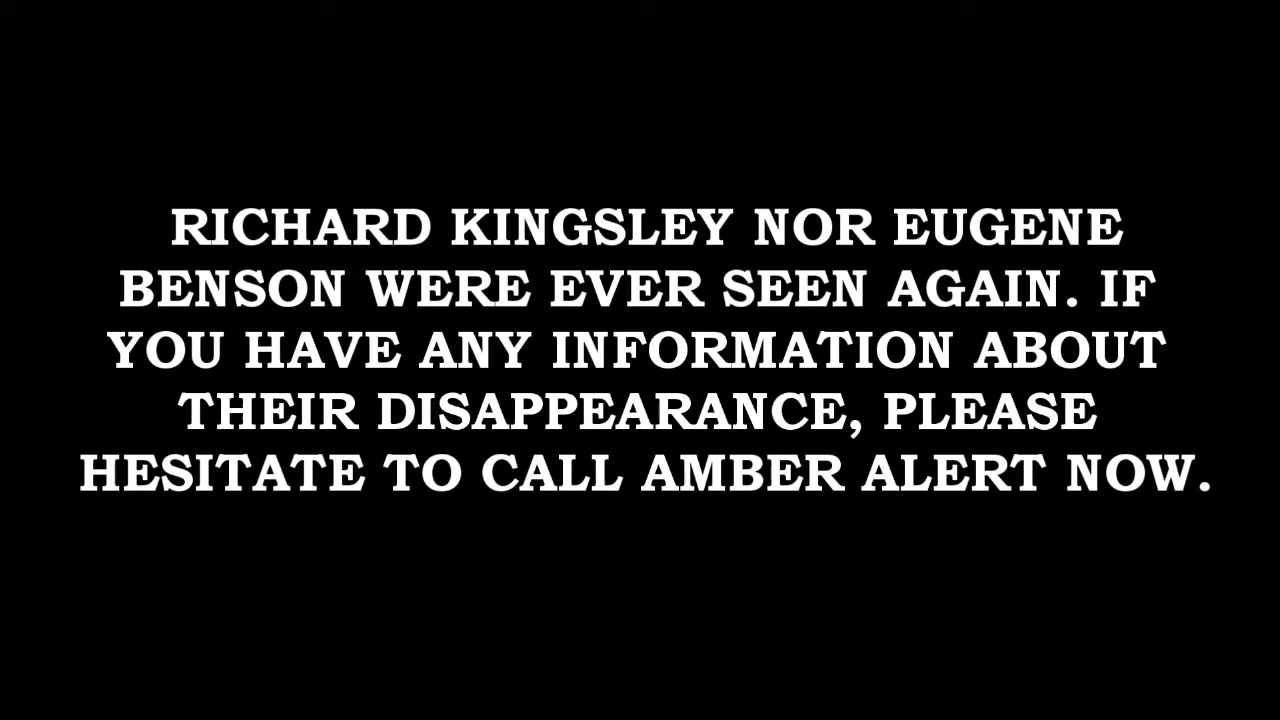 RICHARD KINGSLEY NOR EUGENE
BENSON WERE EVER SEEN AGAIN. IF
YOU HAVE ANY INFORMATION ABOUT
THEIR DISAPPEARANCE, PLEASE
HESITATE TO CALL AMBER ALERT NOW.